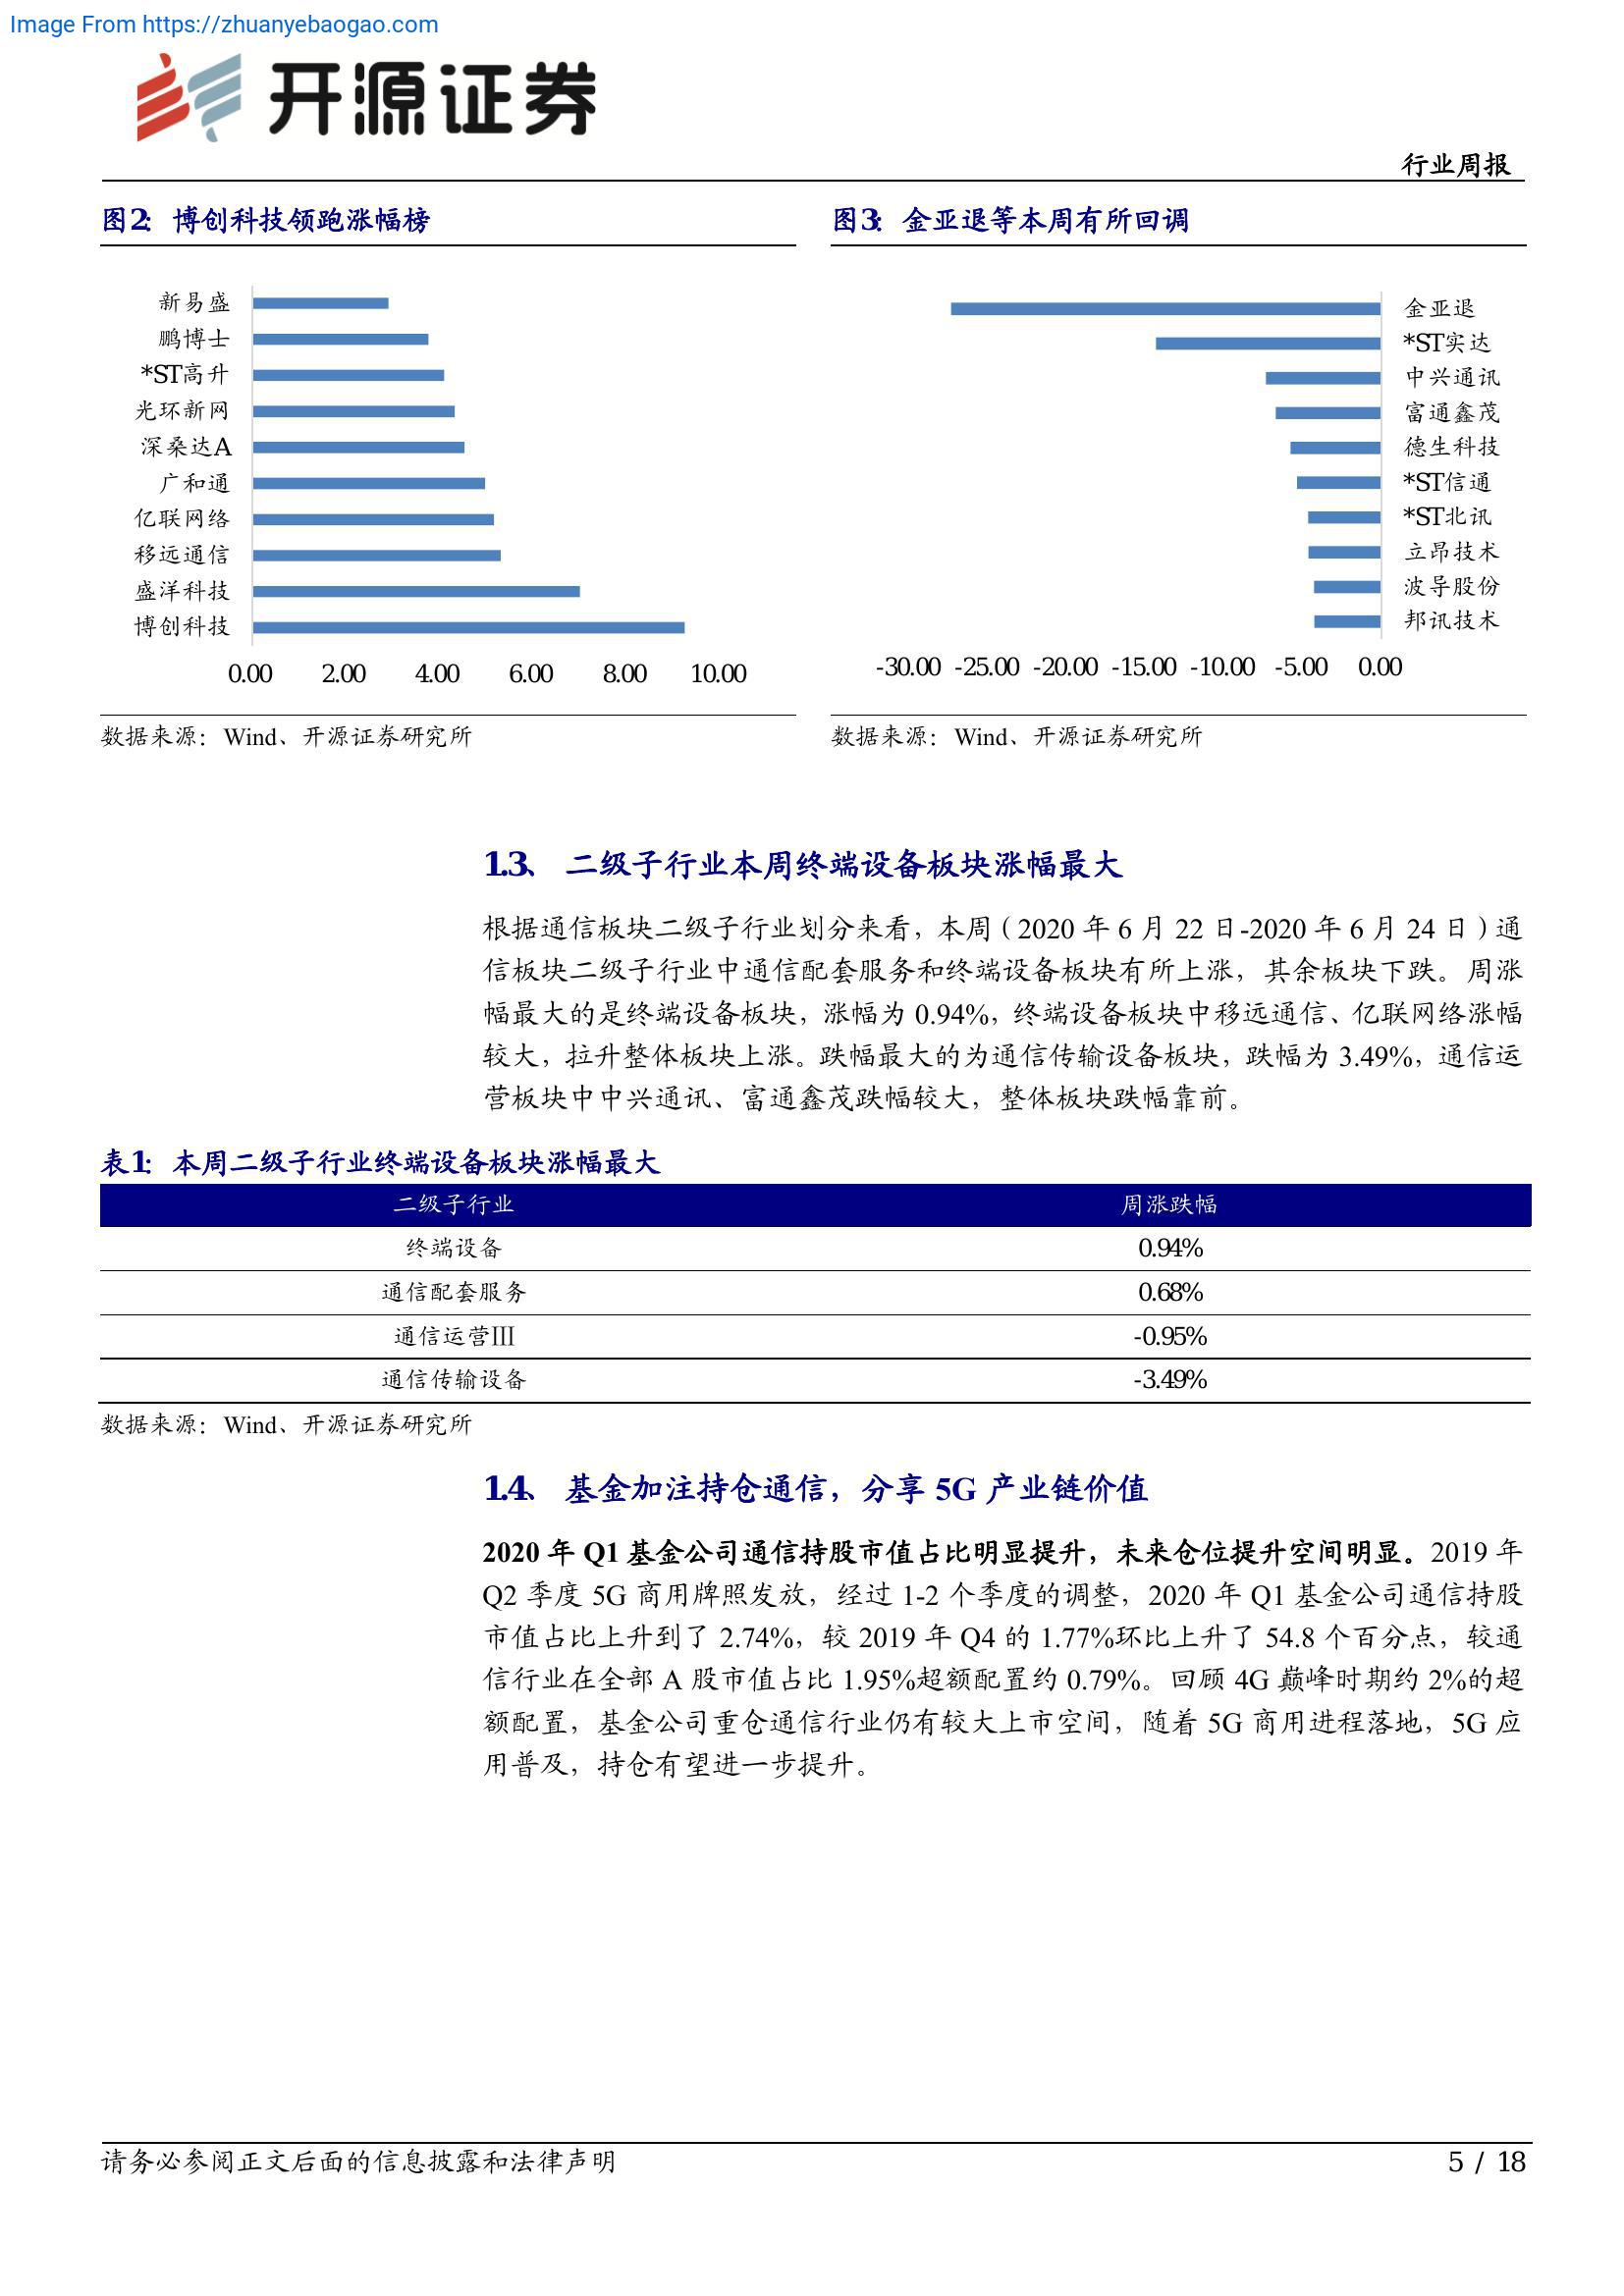 Image From https://zhuanyebaogao.com
开源证券
行业周报
图2： 博创科技领跑涨幅榜
新易盛
鹏博士
*ST高升
光环新网
深桑达A
广和通
亿联网络
移远通信
盛洋科技
博创科技
0.00 2.00 4.00 6.00 8.00 10.00
数据来源：Wind、开源证券研究所
图3： 金亚退等本周有所回调
金亚退
*ST实达
中兴通讯
富通鑫茂
德生科技
*ST信通
*ST北讯
立昂技术
波导股份
邦讯技术
-30.00 -25.00 -20.00 -15.00 -10.00 -5.00 0.00
数据来源：Wind、开源证券研究所
1.3、 二级子行业本周终端设备板块涨幅最大
根据通信板块二级子行业划分来看，本周（2020 年 6 月 22 日-2020 年 6 月 24 日）通
信板块二级子行业中通信配套服务和终端设备板块有所上涨，其余板块下跌。周涨
幅最大的是终端设备板块，涨幅为 0.94%，终端设备板块中移远通信、亿联网络涨幅
较大，拉升整体板块上涨。跌幅最大的为通信传输设备板块，跌幅为 3.49%，通信运
营板块中中兴通讯、富通鑫茂跌幅较大，整体板块跌幅靠前。
表1： 本周二级子行业终端设备板块涨幅最大
二级子行业 周涨跌幅
终端设备 0.94%
通信配套服务 0.68%
通信运营Ⅲ -0.95%
通信传输设备 -3.49%
数据来源：Wind、开源证券研究所
1.4、 基金加注持仓通信，分享 5G 产业链价值
2020 年 Q1 基金公司通信持股市值占比明显提升，未来仓位提升空间明显。2019 年
Q2 季度 5G 商用牌照发放，经过 1-2 个季度的调整，2020 年 Q1 基金公司通信持股
市值占比上升到了 2.74%，较 2019 年 Q4 的 1.77%环比上升了 54.8 个百分点，较通
信行业在全部 A 股市值占比 1.95%超额配置约 0.79%。回顾 4G 巅峰时期约 2%的超
额配置，基金公司重仓通信行业仍有较大上市空间，随着 5G 商用进程落地，5G 应
用普及，持仓有望进一步提升。
请务必参阅正文后面的信息披露和法律声明
5 / 18